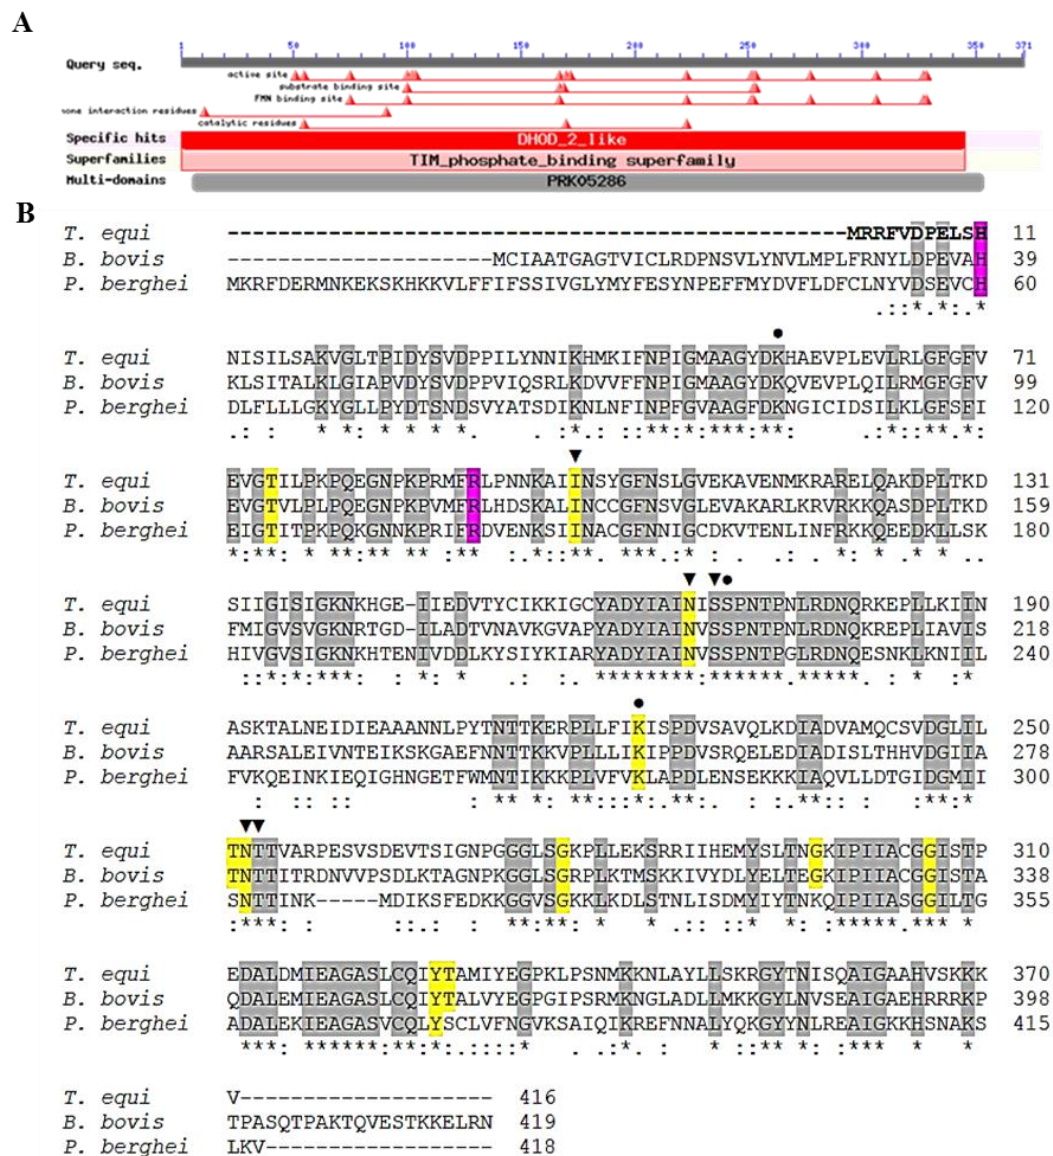 A
1 50 100 150 200 250 300 350 371
Query seq.
active site
substrate binding site
FMN binding site
none interaction residues
catalytic residues
Specific hits DHOD_2_like
Superfamilies TIM_phosphate_binding superfamily
Multi-domains PRK05286
B
T. equi --------------------------------------------------MRRFVDPELSH 11
B. bovis ---------------------MCIAATGAGTVICLRDPNSVLYNVLMPLFRNYLDPEVAH 39
P. berghei MKRFDERMNKEKSKHKKVLFFIFSSIVGLYMYFESYNPEFFMYDVFLDFCLNYVDSEVCH 60
.::*.*:.*
●
T. equi NISILSAKVGLTPIDYSVDPPILYNNIKHMKIFNPIGMAAGYDKHAEVPLEVLRLGFGFV 71
B. bovis KLSITALKLGIAPVDYSVDPPVIQSRLKDVVFFNPIGMAAGYDKQVEVPLQILRMGFGFV 99
P. berghei DLFLLLGKYGLLPYDTSNDSVYATSDIKNLNFINPFGVAAGFDKNGICIDSILKLGFSFI 120
.: : * *: * * * *. . :*.: ::**:*:***:**: .::*:**.*:
▼
T. equi EVGTILPKPQEGNPKPRMFRLPNNKAIINSYGFNSLGVEKAVENMKRARELQAKDPLTKD 131
B. bovis EVGTVLPLPQEGNPKPVMFRLHDSKALINCCGFNSVGLEVAKARLKRVRKKQASDPLTKD 159
P. berghei EIGTITPKPQKGNNKPRIFRDVENKSIINACGFNNIGCDKVTENLINFRKKQEEDKLLSK 180
*:**: * **:** ** :** :.*::** ***.:* : . .: . *: * .* * ..
▼ ▼●
T. equi SIIGISIGKNKHGE-IIEDVTYCIKKIGCYADYIAINISSPNTPNLRDNQRKEPLLKIIN 190
B. bovis FMIGVSVGKNRTGD-ILADTVNAVKGVAPYADYIAINVSSPNTPNLRDNQKREPLIAVIS 218
P. berghei HIVGVSIGKNKHTENIVDDLKYSIYKIARYADYIAINVSSPNTPGLRDNQESNKLKNIIL 240
::*:*:***: : *: * .: :. *********:******.***** . * :*
●
T. equi ASKTALNEIDIEAAANNLPYTNTTKERPLLFIKISPDVSAVQLKDIADVAMQCSVDGLIL 250
B. bovis AARSALEIVNTEIKSKGAEFNNTTKKVPLLLIKIPPDVSRQELEDIADISLTHHVDGIIA 278
P. berghei FVKQEINKIEQIGHNGETFWMNTIKKKPLVFVKLAPDLENSEKKKIAQVLLDTGIDGMII 300
: :: :: ** *: **:::*:.**:. : :.**:: : :**:*
▼▼
T. equi TNTTVARPESVSDEVTSIGNPGGGLSGKPLLEKSRRIIHEMYSLTNGKIPIIACGGISTP 310
B. bovis TNTTITRDNVVPSDLKTAGNPKGGLSGRPLKTMSKKIVYDLYELTEGKIPIIACGGISTA 338
P. berghei SNTTINK-----MDIKSFEDKKGGVSGKKLKDLSTNLISDMYIYTNKQIPIIASGGILTG 355
:***: : ::.: : **:**: * * .:: ::* *: :*****.*** *
T. equi EDALDMIEAGASLCQIYTAMIYEGPKLPSNMKKNLAYLLSKRGYTNISQAIGAAHVSKKK 370
B. bovis QDALEMIEAGASLCQIYTALVYEGPGIPSRMKNGLADLLMKKGYLNVSEAIGAEHRRRKP 398
P. berghei ADALEKIEAGASVCQLYSCLVFNGVKSAIQIKREFNNALYQKGYYNLREAIGKKHSNAKS 415
***: ******:**:*:.:::* . .:*. : * ::** *: :*** * *
T. equi V--------------------- 416
B. bovis TPASQTPAKTQVESTKKELRN 419
P. berghei LKV------------------ 418